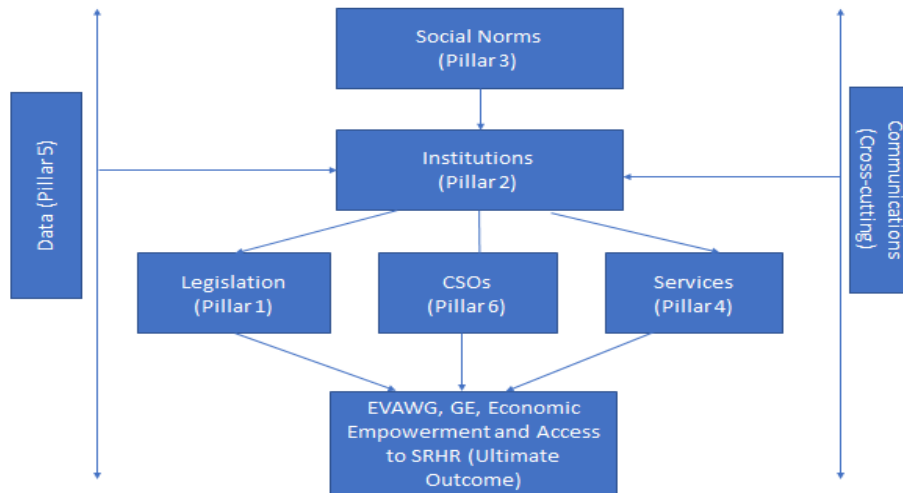 Social Norms
(Pillar 3)
Data (Pillar 5)
Communications
(Cross-cutting)
Institutions
(Pillar 2)
Legislation
(Pillar 1)
CSOs
(Pillar 6)
Services
(Pillar 4)
EVAWG, GE, Economic
Empowerment and Access
to SRHR (Ultimate
Outcome)